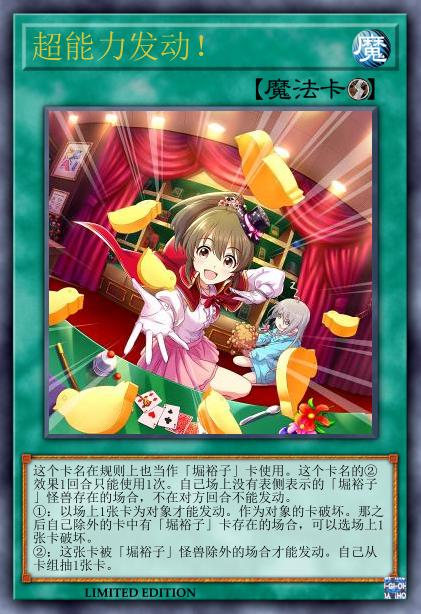 超能力发动！
魔
【魔法卡】
Z
这个卡名在规则上也当作「堀裕子」卡使用。这个卡名的②
效果1回合只能使用1次。自己场上没有表侧表示的「堀裕子
」怪兽存在的场合，不在对方回合不能发动。
①：以场上1张卡为对象才能发动。作为对象的卡破坏。那之
后自己除外的卡中有「堀裕子」卡存在的场合，可以选场上1
张卡破坏。
②：这张卡被「堀裕子」怪兽除外的场合才能发动。自己从
卡组抽1张卡。
LIMITED EDITION